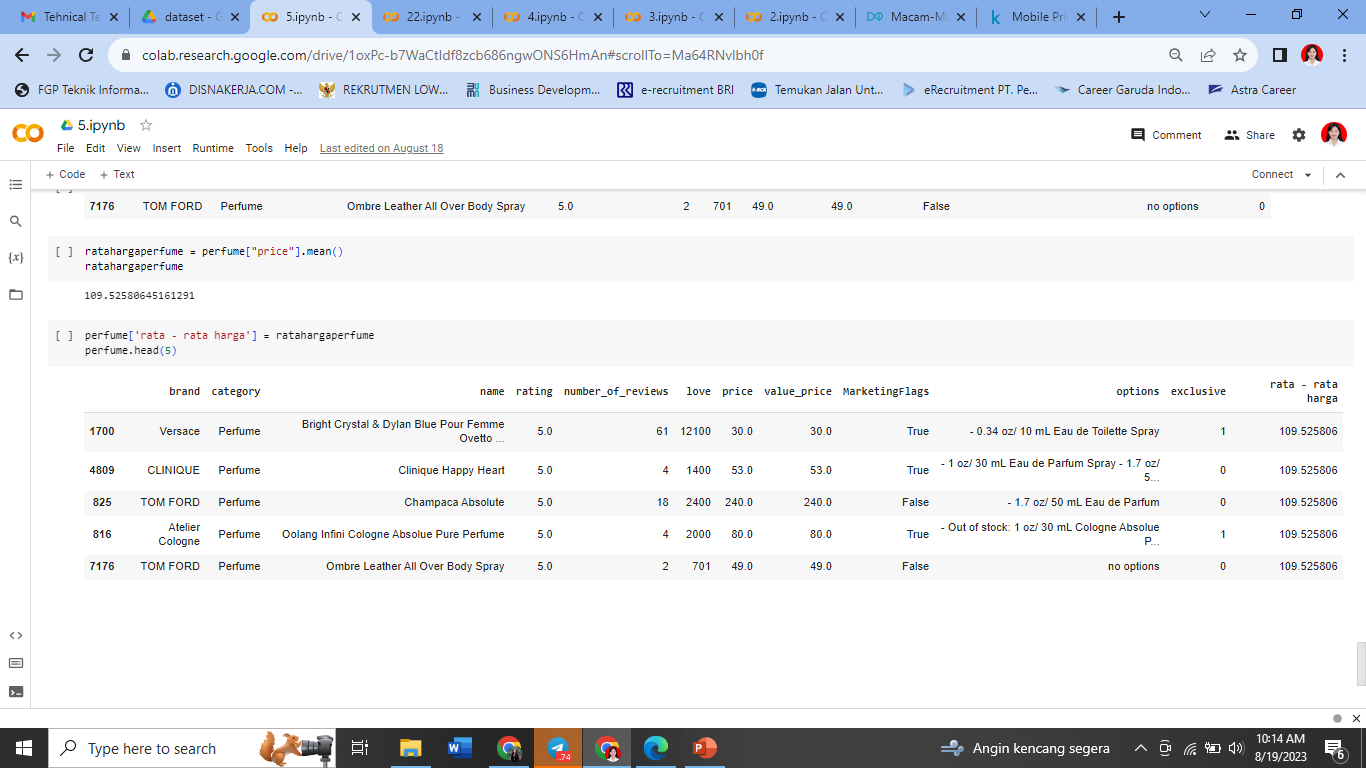 Tehnical Te
dataset - G
5.ipynb - C
22.ipynb -
4.ipynb - C
3.ipynb - C
2.ipynb - C
Macam-M
Mobile Pri
colab.research.google.com/drive/1oxPc-b7WaCtIdf8zcb686ngwONS6HmAn#scrollTo=Ma64RNvlbh0f
FGP Teknik Informa...
DISNAKERJA.COM -...
REKRUTMEN LOW...
Business Developm...
e-recruitment BRI
Temukan Jalan Unt...
eRecruitment PT. Pe...
Career Garuda Indo...
Astra Career
5.ipynb
Comment
Share
File Edit View Insert Runtime Tools Help Last edited on August 18
+ Code + Text
Connect
7176 TOM FORD Perfume Ombre Leather All Over Body Spray 5.0 2 701 49.0 49.0 False no options 0
[ ] ratahargaperfume = perfume["price"].mean()
ratahargaperfume
109.52580645161291
[ ] perfume['rata - rata harga'] = ratahargaperfume
perfume.head(5)
brand category name rating number_of_reviews love price value_price MarketingFlags options exclusive rata - rata
harga
1700 Versace Perfume Bright Crystal & Dylan Blue Pour Femme
Ovetto ... 5.0 61 12100 30.0 30.0 True - 0.34 oz/ 10 mL Eau de Toilette Spray 1 109.525806
4809 CLINIQUE Perfume Clinique Happy Heart 5.0 4 1400 53.0 53.0 True - 1 oz/ 30 mL Eau de Parfum Spray - 1.7 oz/
5... 0 109.525806
825 TOM FORD Perfume Champaca Absolute 5.0 18 2400 240.0 240.0 False - 1.7 oz/ 50 mL Eau de Parfum 0 109.525806
816 Atelier
Cologne Perfume Oolang Infini Cologne Absolue Pure Perfume 5.0 4 2000 80.0 80.0 True - Out of stock: 1 oz/ 30 mL Cologne Absolue
P... 1 109.525806
7176 TOM FORD Perfume Ombre Leather All Over Body Spray 5.0 2 701 49.0 49.0 False no options 0 109.525806
Type here to search
..74
Angin kencang segera
10:14 AM
8/19/2023
6